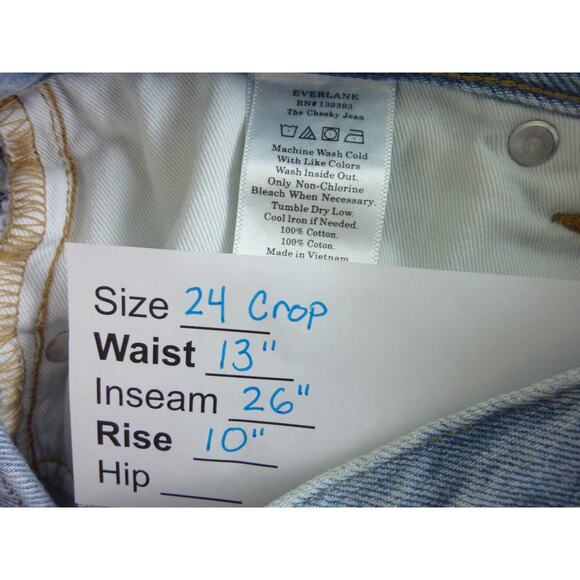 EVERLANE
RN# 139393
The Cheeky Jean
Machine Wash Cold
With Like Colors
Wash Inside Out.
Only Non-Chlorine
Bleach When Necessary.
Tumble Dry Low.
Cool Iron if Needed.
100% Cotton.
100% Coton.
Made in Vietnam
Size 24 Crop
Waist 13"
Inseam 26"
Rise 10"
Hip